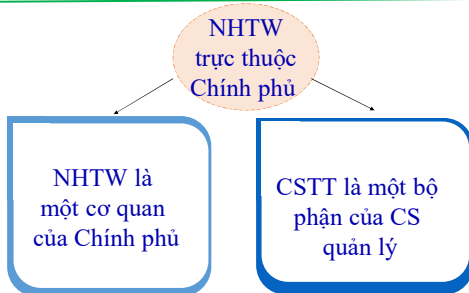 NHTW
trực thuộc
Chính phủ
NHTW là
một cơ quan
của Chính phủ
CSTT là một bộ
phận của CS
quản lý